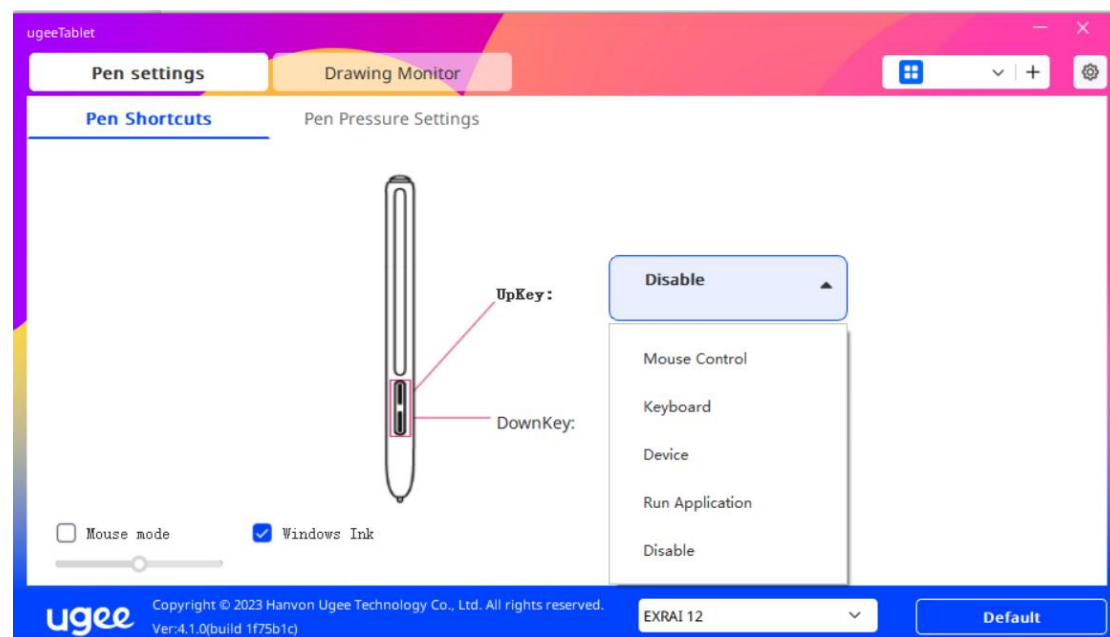 ugeeTablet
Pen settings
Drawing Monitor
Pen Shortcuts
Pen Pressure Settings
UpKey:
Disable
Mouse Control
Keyboard
DownKey:
Device
Run Application
Disable
Mouse mode
Windows Ink
ugee
Copyright © 2023 Hanvon Ugee Technology Co., Ltd. All rights reserved.
Ver:4.1.0(build 1f75b1c)
EXRAI 12
Default